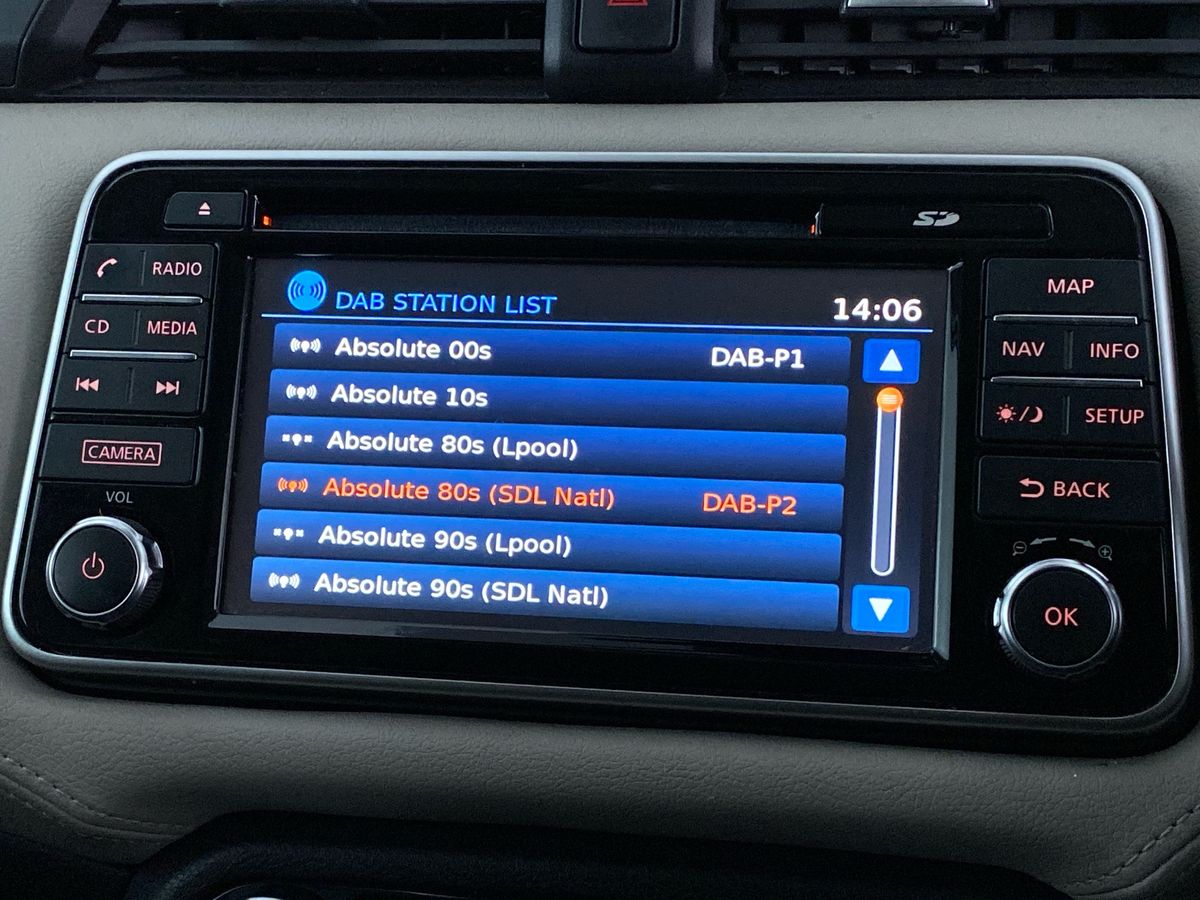 SD
RADIO
CD MEDIA
CAMERA
VOL
DAB STATION LIST 14:06
Absolute 00s DAB-P1
Absolute 10s
Absolute 80s (Lpool)
Absolute 80s (SDL Natl) DAB-P2
Absolute 90s (Lpool)
Absolute 90s (SDL Natl)
MAP
NAV INFO
SETUP
BACK
OK